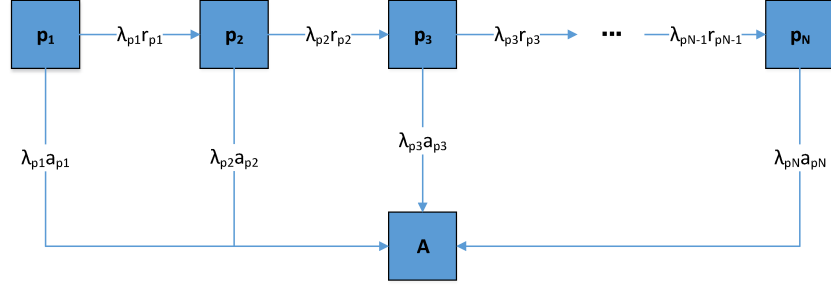 p₁ λp1rp1 p₂ λp2rp2 p₃ λp3rp3 ... λpN-1rpN-1 pN
λp1ap1 λp2ap2 λp3ap3 λpNapN
A